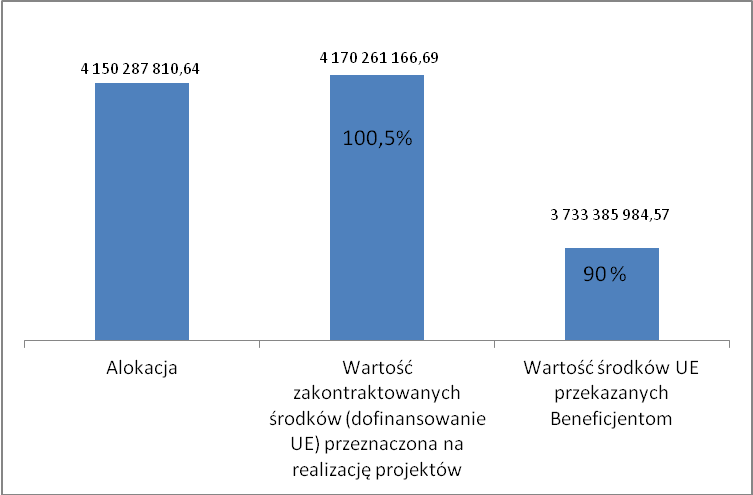 4 150 287 810,64
4 170 261 166,69
100,5%
3 733 385 984,57
90 %
Alokacja
Wartość
zakontraktowanych
środków (dofinansowanie
UE) przeznaczona na
realizację projektów
Wartość środków UE
przekazanych
Beneficjentom